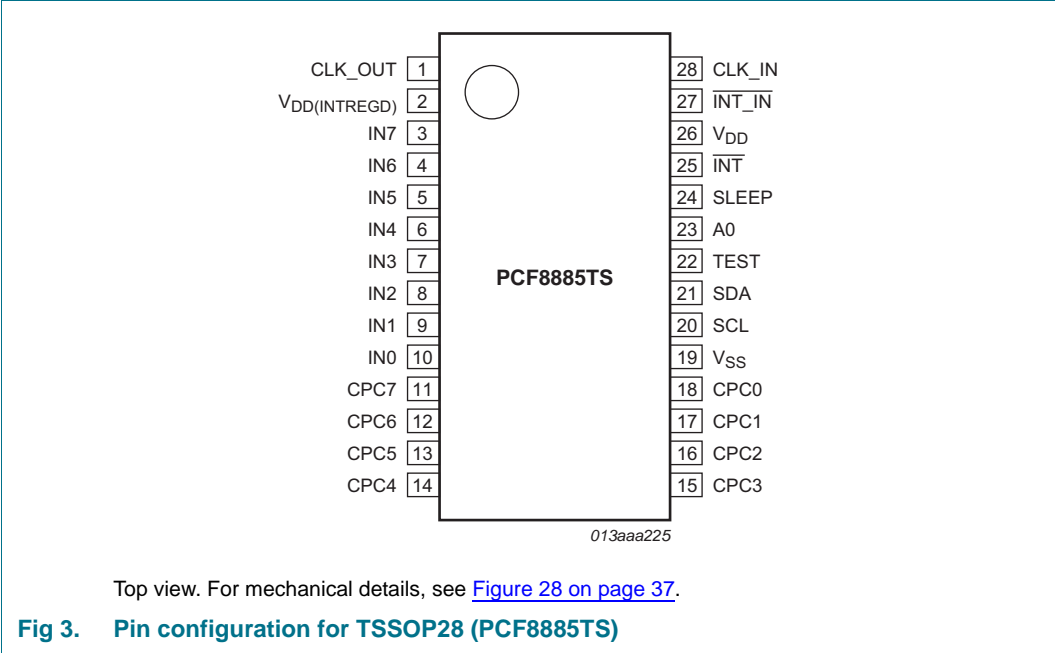 CLK_OUT 1 28 CLK_IN
VDD(INTREGD) 2 27 INT_IN
IN7 3 26 VDD
IN6 4 25 INT
IN5 5 24 SLEEP
IN4 6 23 A0
IN3 7 22 TEST
PCF8885TS
IN2 8 21 SDA
IN1 9 20 SCL
IN0 10 19 VSS
CPC7 11 18 CPC0
CPC6 12 17 CPC1
CPC5 13 16 CPC2
CPC4 14 15 CPC3
013aaa225
Top view. For mechanical details, see Figure 28 on page 37.
Fig 3. Pin configuration for TSSOP28 (PCF8885TS)